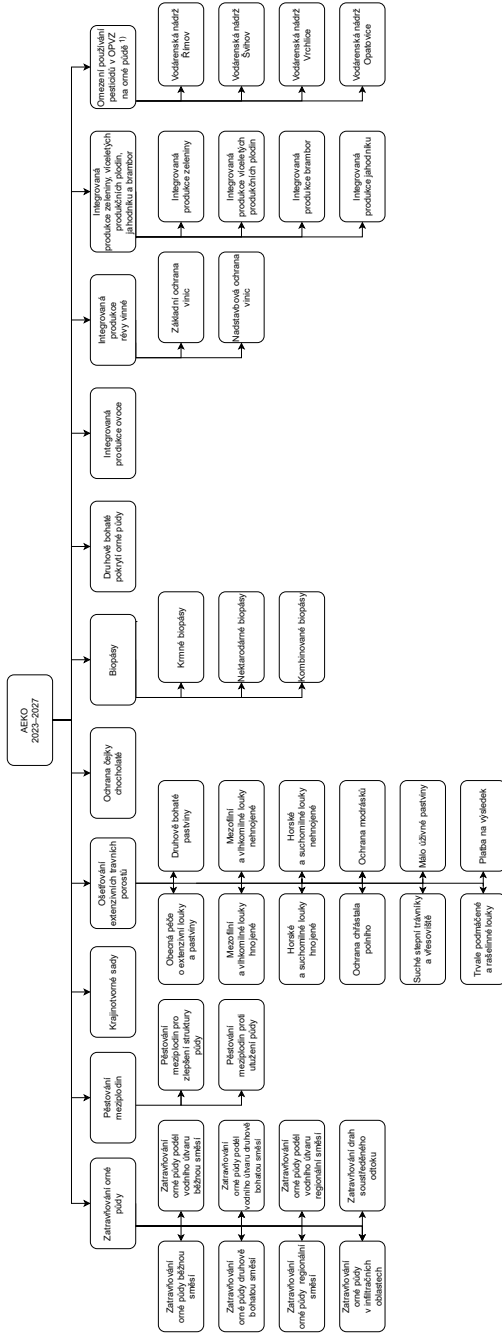 AEKO
2023–2027
Zatravňování orné
půdy
Pěstování
meziplodin
Krajinotvorné sady
Ošetřování
extenzivních travních
porostů
Ochrana čejky
chocholaté
Biopásy
Druhově bohaté
pokrytí orné půdy
Integrovaná
produkce ovoce
Integrovaná
produkce
révy vinné
Integrovaná
produkce zeleniny, víceletých
produkčních plodin,
jahodníku a brambor
Omezení používání
pesticidů v OPVZ
na orné půdě 1)
Zatravňování
orné půdy běžnou
směsí
Zatravňování
orné půdy podél
vodního útvaru
běžnou směsí
Zatravňování
orné půdy druhově
bohatou směsí
Zatravňování
orné půdy podél
vodního útvaru druhově
bohatou směsí
Zatravňování
orné půdy regionální
směsí
Zatravňování
orné půdy podél
vodního útvaru
regionální směsí
Zatravňování
orné půdy
v infiltračních
oblastech
Zatravňování drah
soustředěného
odtoku
Pěstování
meziplodin pro
zlepšení struktury
půdy
Pěstování
meziplodin proti
utužení půdy
Obecná péče
o extenzivní louky
a pastviny
Druhově bohaté
pastviny
Mezofilní
a vlhkomilné louky
hnojené
Mezofilní
a vlhkomilné louky
nehnojené
Horské
a suchomilné louky
hnojené
Horské
a suchomilné louky
nehnojené
Ochrana chřástala
polního
Ochrana modrásků
Suché stepní trávníky
a vřesoviště
Málo úživné pastviny
Trvale podmáčené
a rašelinné louky
Platba na výsledek
Krmné biopásy
Nektarodárné biopásy
Kombinované biopásy
Základní ochrana
vinic
Nadstavbová ochrana
vinic
Integrovaná
produkce zeleniny
Integrovaná
produkce víceletých
produkčních plodin
Integrovaná
produkce brambor
Integrovaná
produkce jahodníku
Vodárenská nádrž
Římov
Vodárenská nádrž
Švihov
Vodárenská nádrž
Vrchlice
Vodárenská nádrž
Opatovice